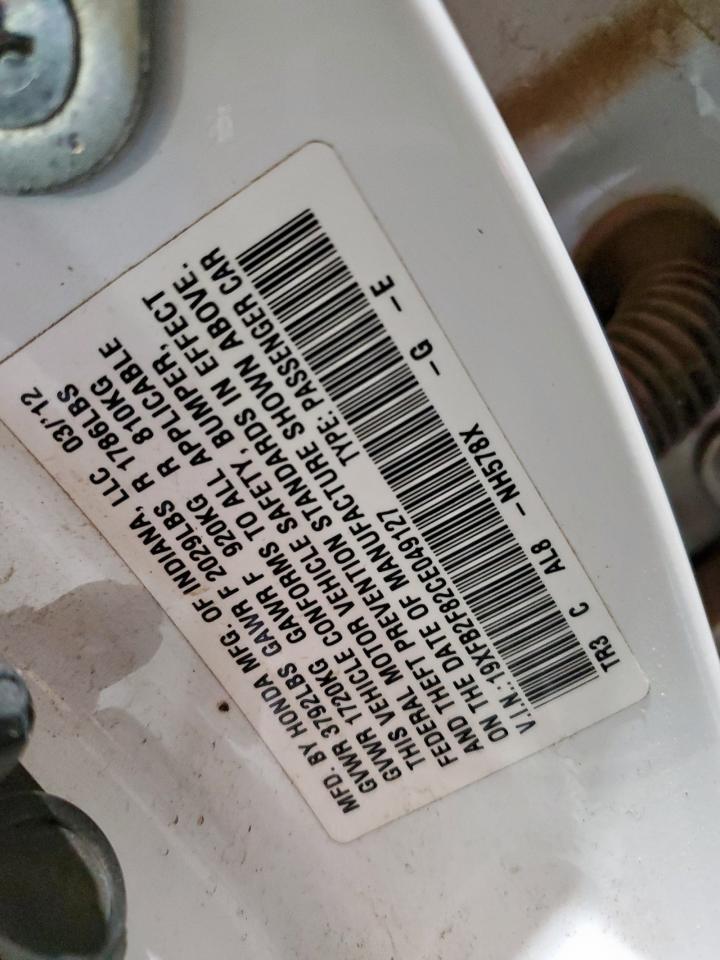 MFD. BY HONDA MFG. OF INDIANA, LLC 03/12
GVWR 3792LBS GAWR F 2029LBS R 1786LBS
GVWR 1720KG GAWR F 920KG R 810KG
THIS VEHICLE CONFORMS TO ALL APPLICABLE
FEDERAL MOTOR VEHICLE SAFETY, BUMPER,
AND THEFT PREVENTION STANDARDS IN EFFECT
ON THE DATE OF MANUFACTURE SHOWN ABOVE.
V.I.N.:19XFB2F82CE049127 TYPE: PASSENGER CAR
TR3 C AL8 -NH578X -G -E